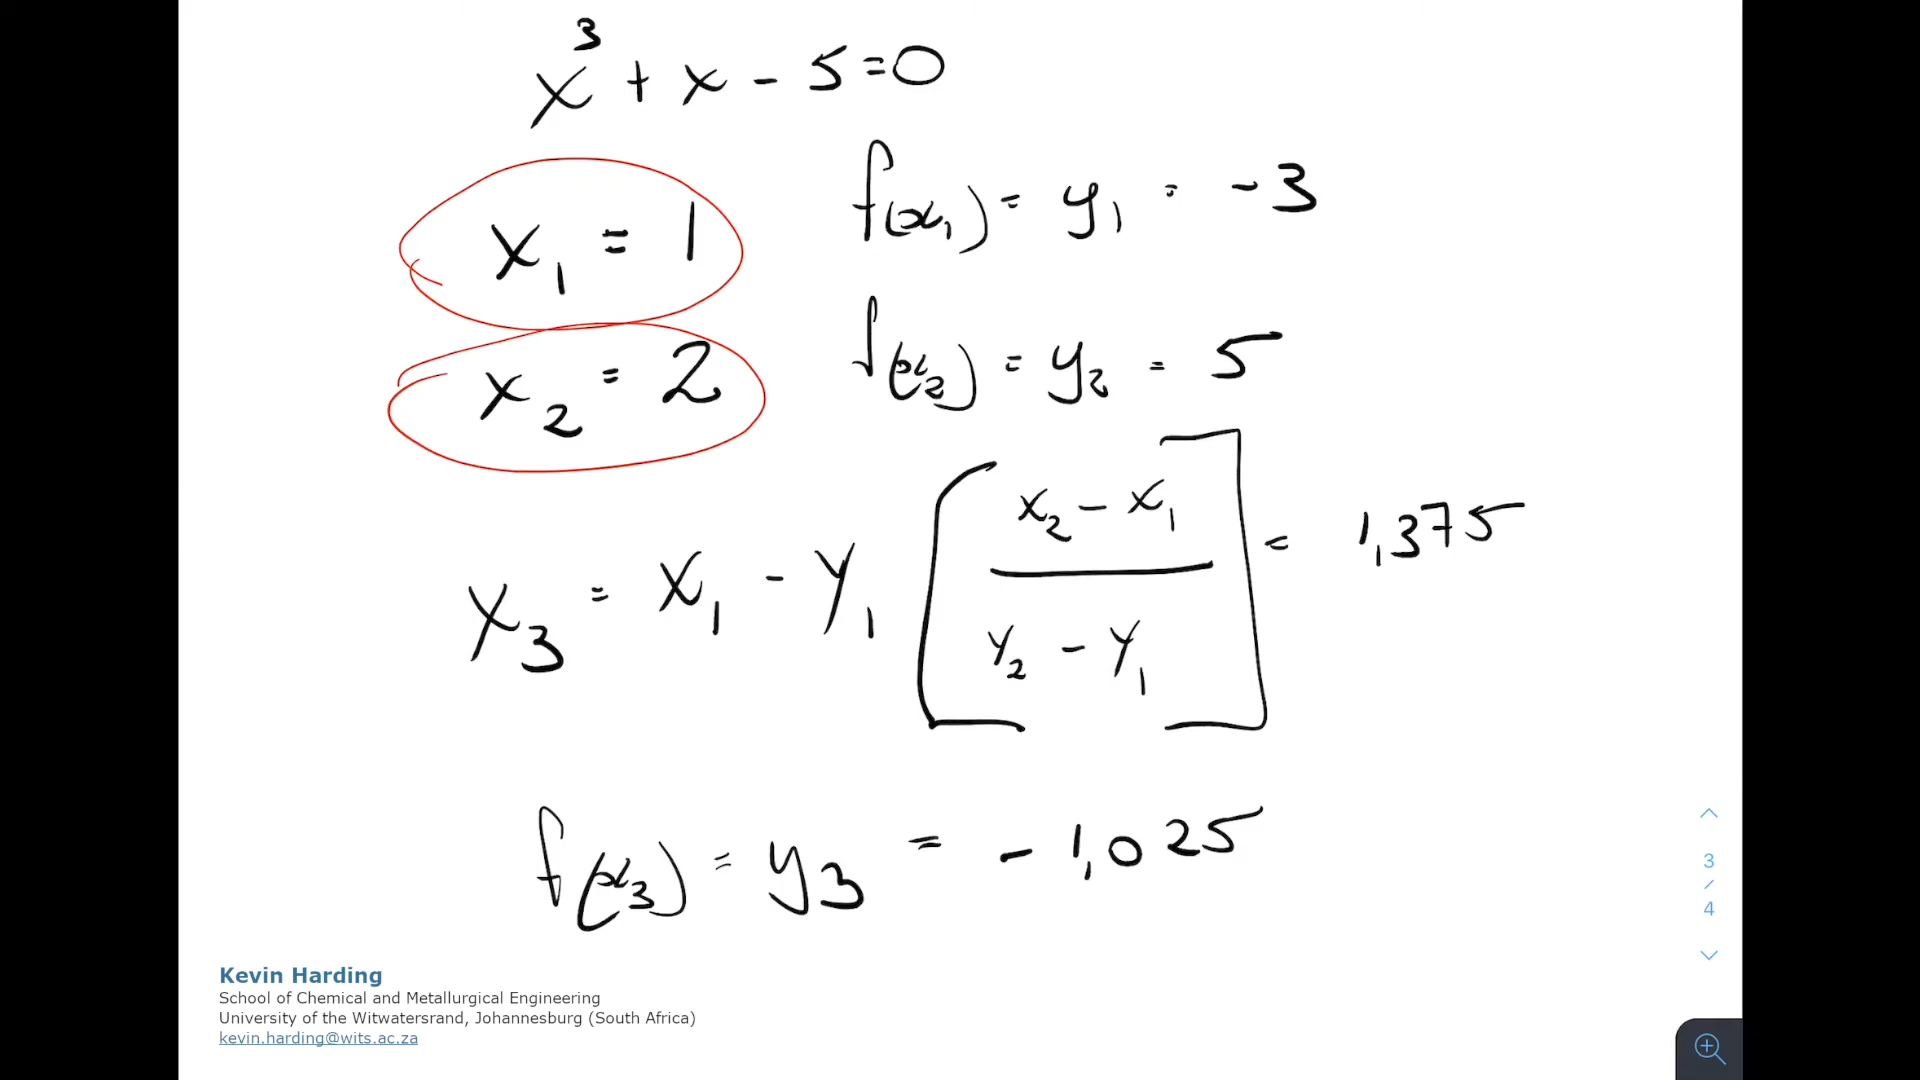 x³ + x - 5 = 0
x₁ = 1
f(x₁) = y₁ = -3
x₂ = 2
f(x₂) = y₂ = 5
x₃ = x₁ - y₁ [(x₂ - x₁) / (y₂ - y₁)] = 1,375
f(x₃) = y₃ = -1,025
3 / 4
Kevin Harding
School of Chemical and Metallurgical Engineering
University of the Witwatersrand, Johannesburg (South Africa)
kevin.harding@wits.ac.za